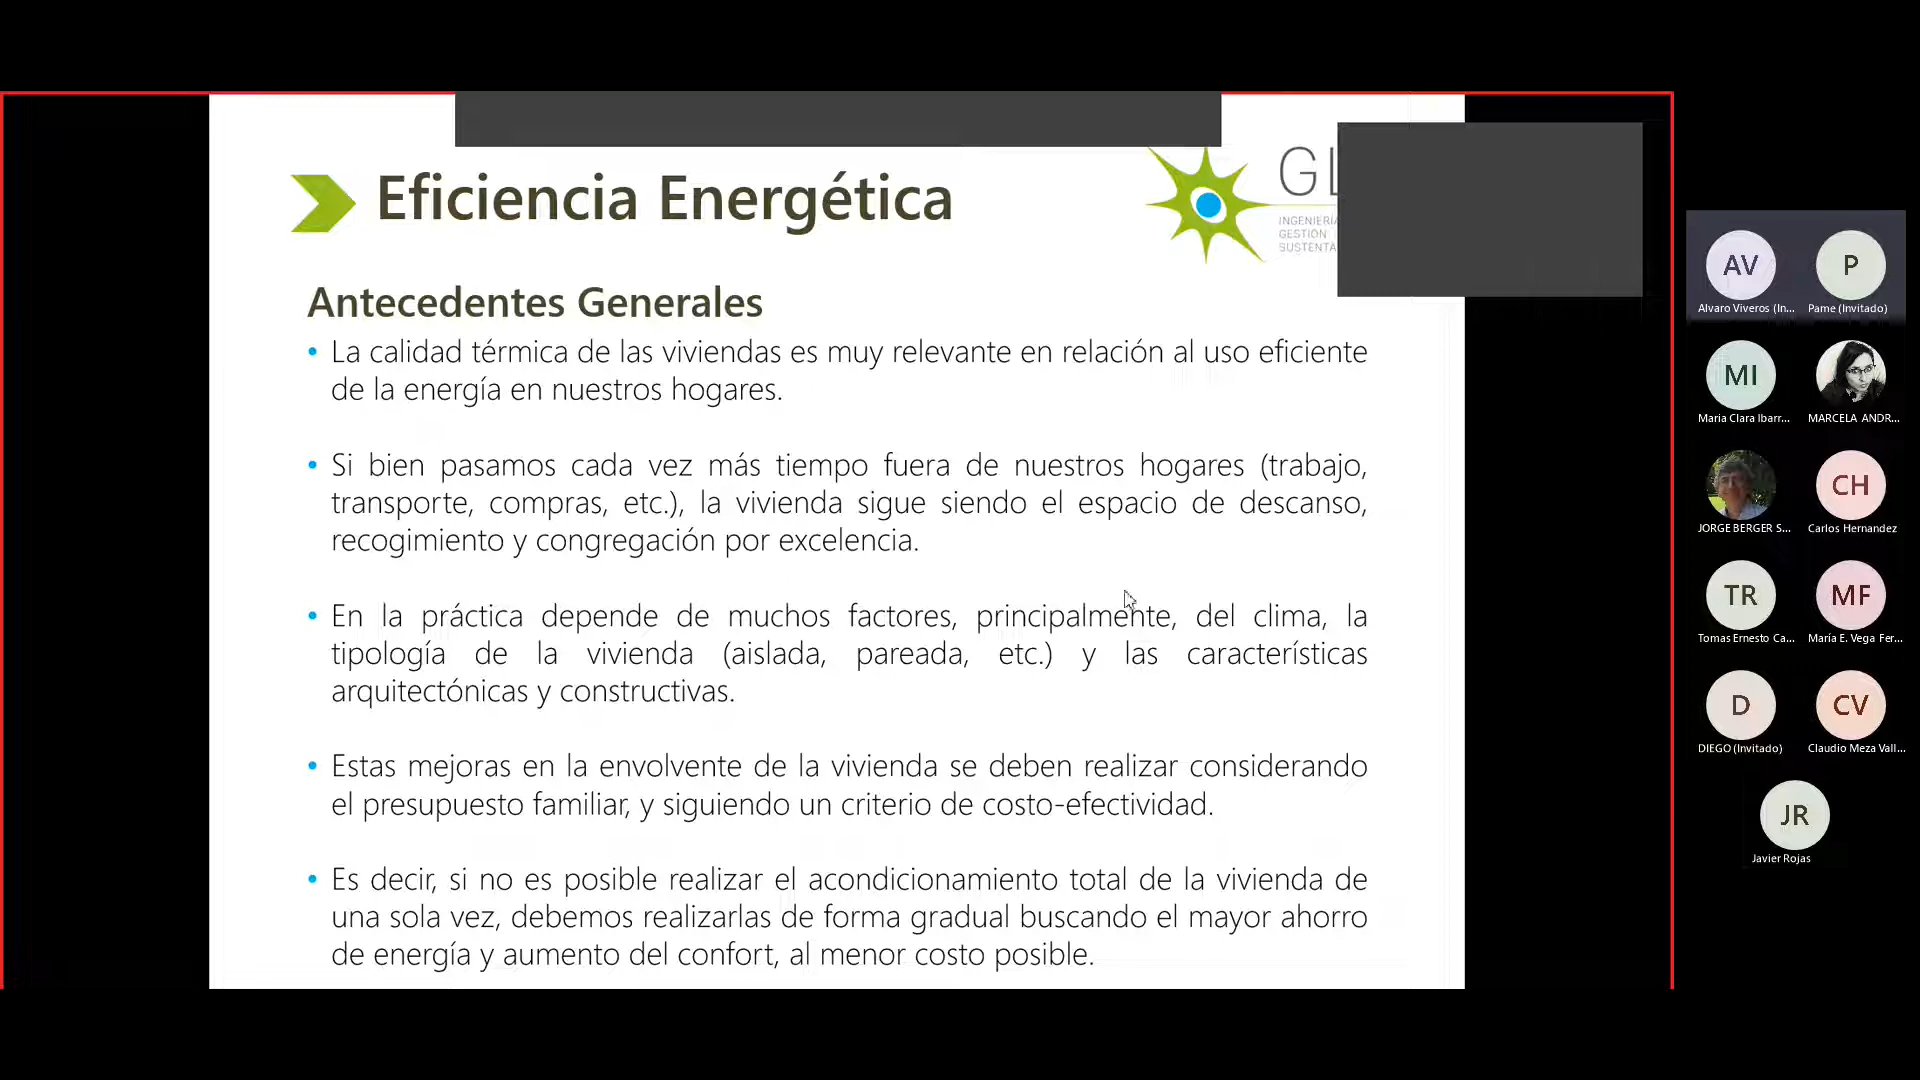 Eficiencia Energética
INGENIERÍA
GESTIÓN
Antecedentes Generales
• La calidad térmica de las viviendas es muy relevante en relación al uso eficiente
de la energía en nuestros hogares.
• Si bien pasamos cada vez más tiempo fuera de nuestros hogares (trabajo,
transporte, compras, etc.), la vivienda sigue siendo el espacio de descanso,
recogimiento y congregación por excelencia.
• En la práctica depende de muchos factores, principalmente, del clima, la
tipología de la vivienda (aislada, pareada, etc.) y las características
arquitectónicas y constructivas.
• Estas mejoras en la envolvente de la vivienda se deben realizar considerando
el presupuesto familiar, y siguiendo un criterio de costo-efectividad.
• Es decir, si no es posible realizar el acondicionamiento total de la vivienda de
una sola vez, debemos realizarlas de forma gradual buscando el mayor ahorro
de energía y aumento del confort, al menor costo posible.
AV
Alvaro Viveros (In...
P
Pame (Invitado)
MI
Maria Clara Ibarr...
MARCELA ANDR...
JORGE BERGER S...
CH
Carlos Hernandez
TR
Tomas Ernesto Ca...
MF
María E. Vega Fer...
D
DIEGO (Invitado)
CV
Claudio Meza Vall...
JR
Javier Rojas